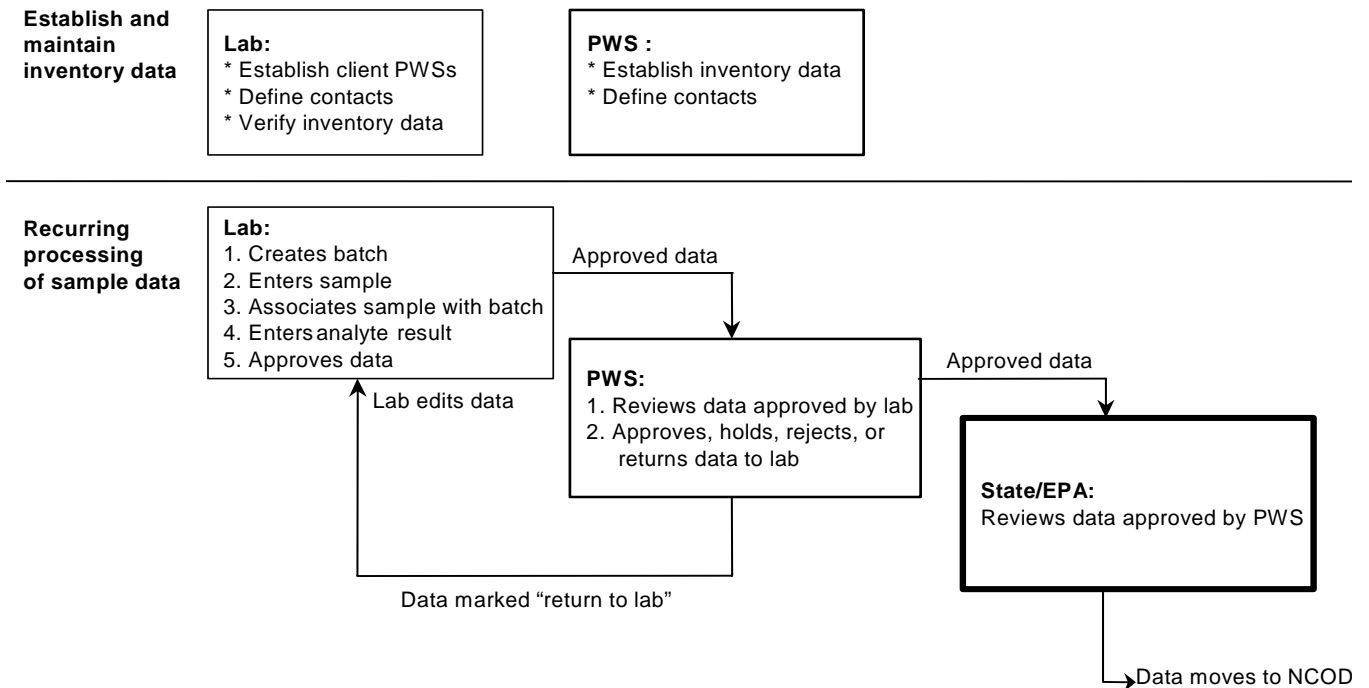 Establish and
maintain
inventory data
Lab:
* Establish client PWSs
* Define contacts
* Verify inventory data
PWS :
* Establish inventory data
* Define contacts
Recurring
processing
of sample data
Lab:
1. Creates batch
2. Enters sample
3. Associates sample with batch
4. Enters analyte result
5. Approves data
Approved data
PWS:
1. Reviews data approved by lab
2. Approves, holds, rejects, or
returns data to lab
Approved data
Lab edits data
State/EPA:
Reviews data approved by PWS
Data marked “return to lab”
Data moves to NCOD